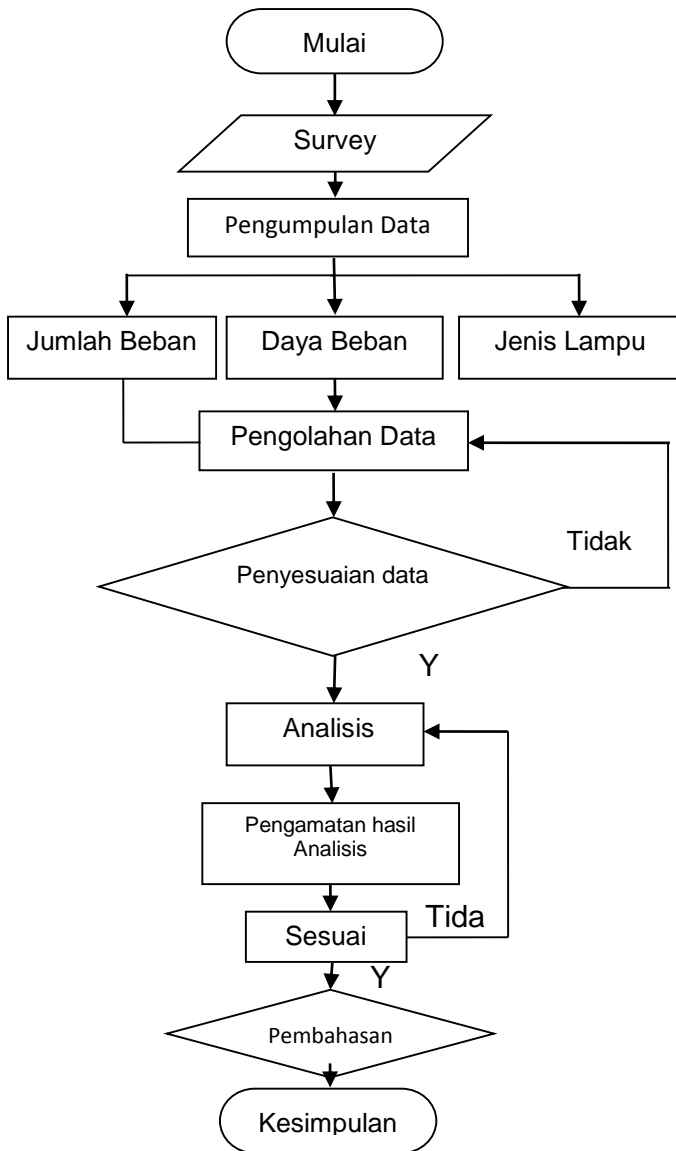 Mulai
Survey
Pengumpulan Data
Jumlah Beban
Daya Beban
Jenis Lampu
Pengolahan Data
Tidak
Penyesuaian data
Y
Analisis
Pengamatan hasil
Analisis
Tida
Sesuai
Y
Pembahasan
Kesimpulan